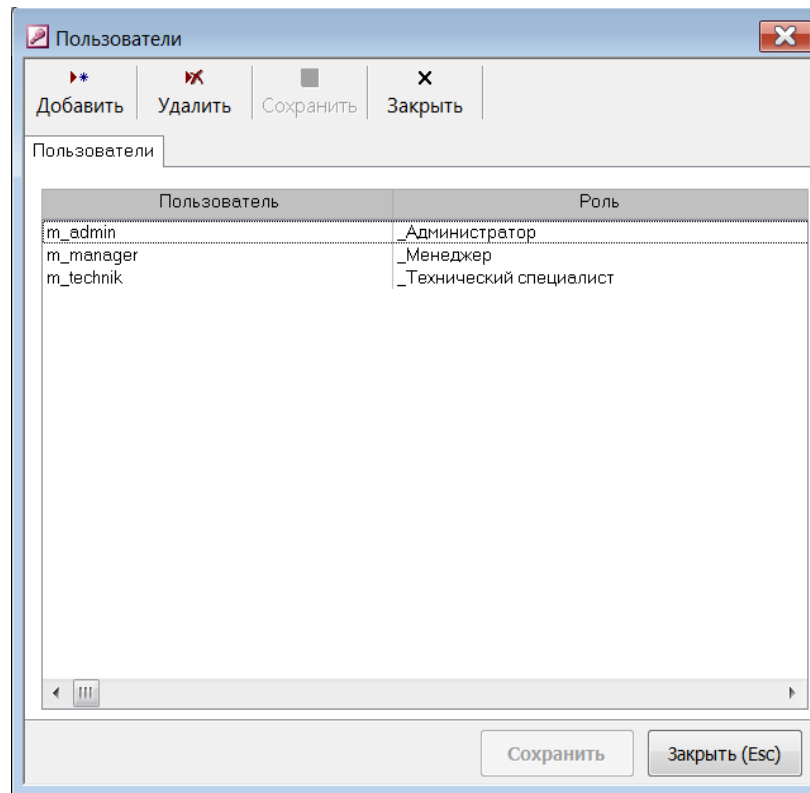 Пользователи
Добавить Удалить Сохранить Закрыть
Пользователи
Пользователь Роль
m_admin _Администратор
m_manager _Менеджер
m_technik _Технический специалист
Сохранить Закрыть (Esc)